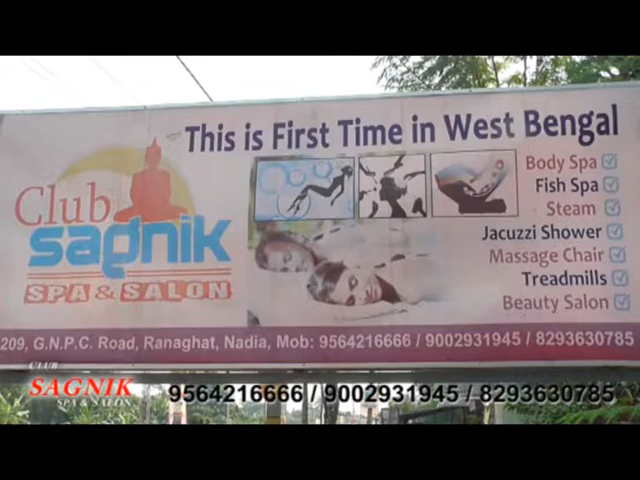 This is First Time in West Bengal
Club
sagnik
SPA & SALON
Body Spa
Fish Spa
Steam
Jacuzzi Shower
Massage Chair
Treadmills
Beauty Salon
209, G.N.P.C. Road, Ranaghat, Nadia, Mob: 9564216666 / 9002931945 / 8293630785
CLUB
SAGNIK
SPA & SALON
9564216666 / 9002931945 / 8293630785